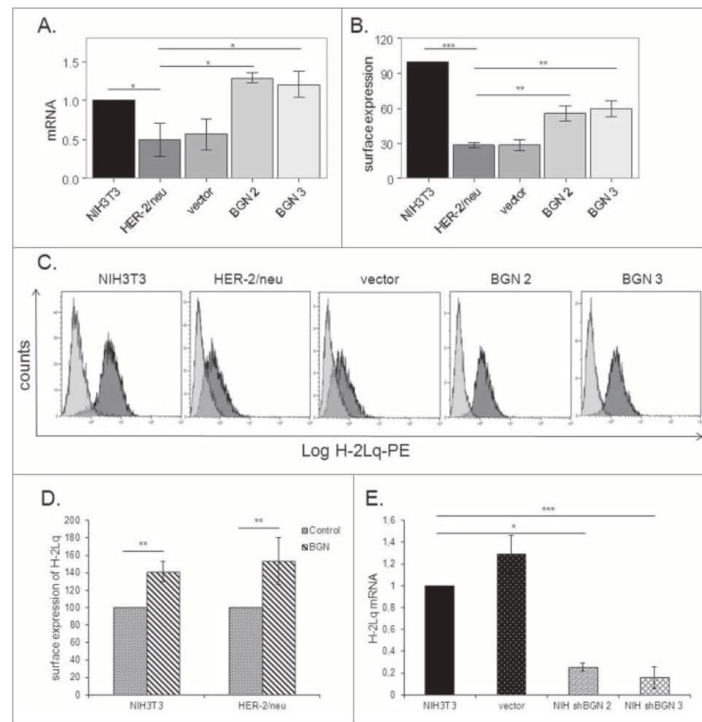 A.
mRNA
1.5
1.0
0.5
0.0
*
*
*
NIH3T3
HER-2/neu
vector
BGN 2
BGN 3
B.
surface expression
120
90
60
30
0
***
**
**
NIH3T3
HER-2/neu
vector
BGN 2
BGN 3
C.
NIH3T3
HER-2/neu
vector
BGN 2
BGN 3
counts
Log H-2Lq-PE
D.
surface expression of H-2Lq
200
180
160
140
120
100
80
60
40
20
0
**
**
Control
BGN
NIH3T3
HER-2/neu
E.
H-2Lq mRNA
1,6
1,4
1,2
1
0,8
0,6
0,4
0,2
0
***
*
NIH3T3
vector
NIH shBGN 2
NIH shBGN 3